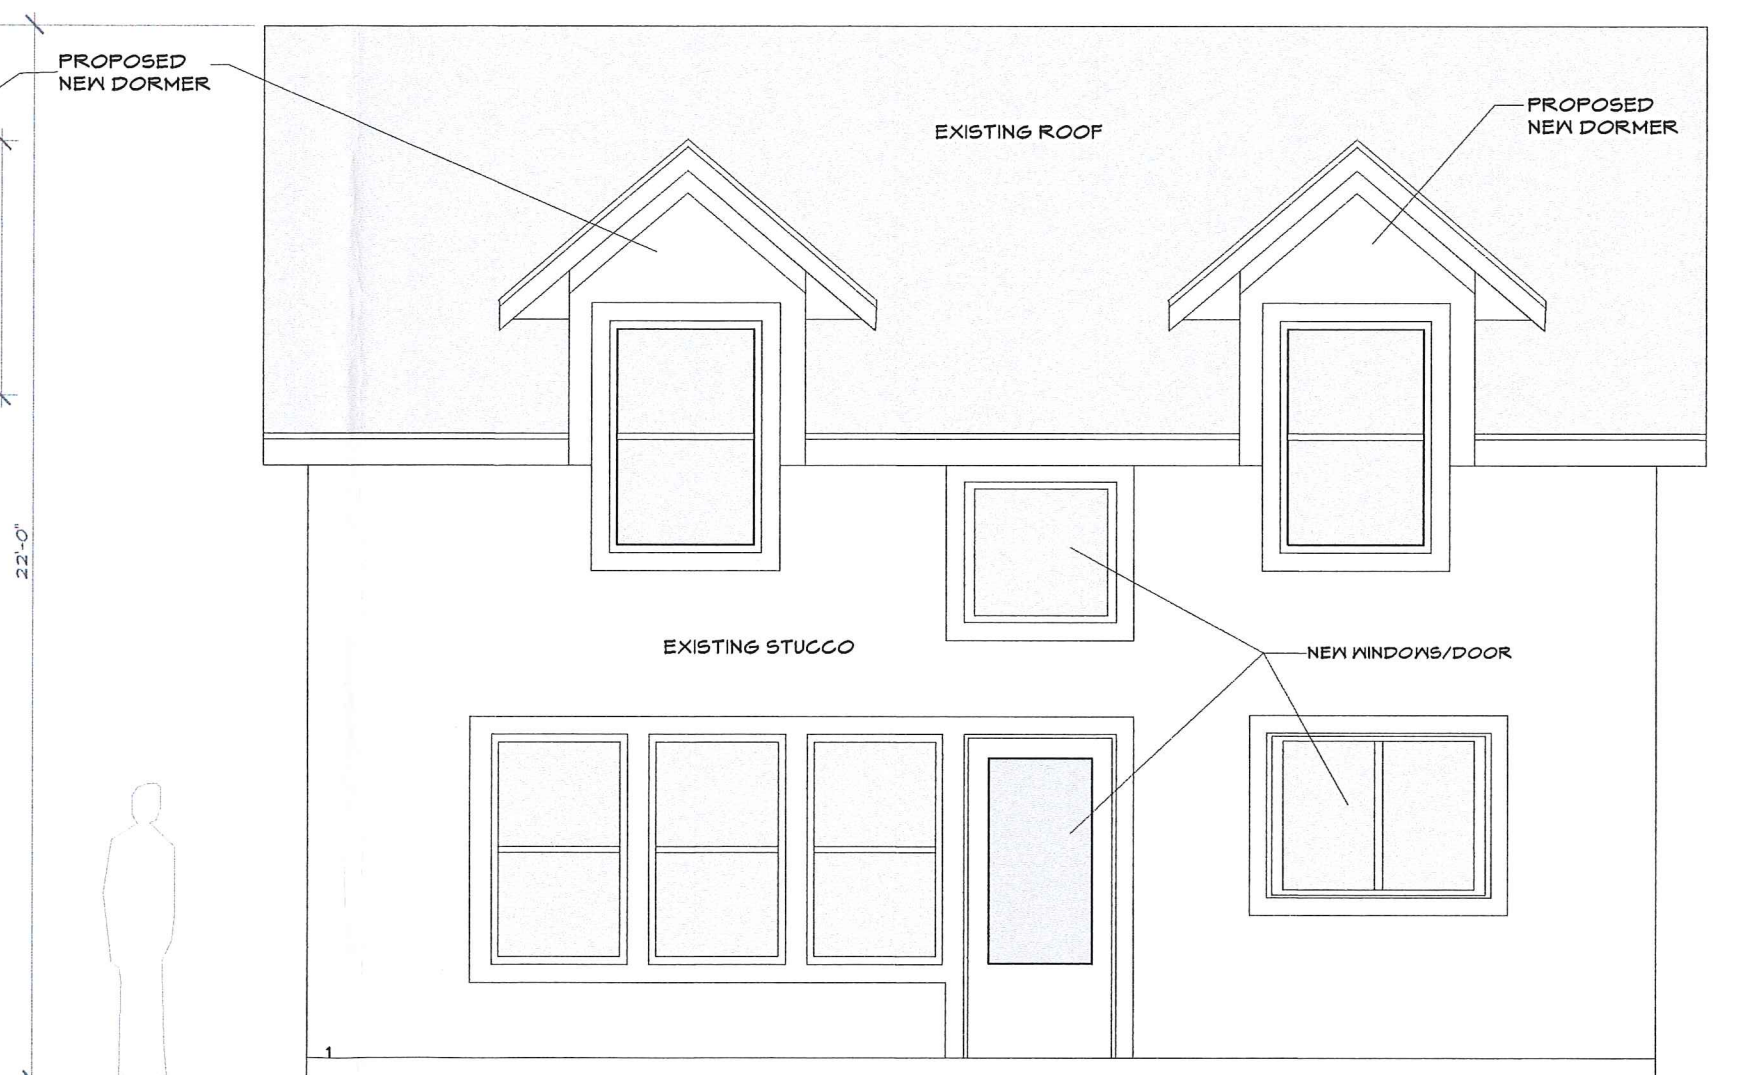 PROPOSED
NEW DORMER
EXISTING ROOF
PROPOSED
NEW DORMER
22'-0"
EXISTING STUCCO
NEW WINDOWS/DOOR
1